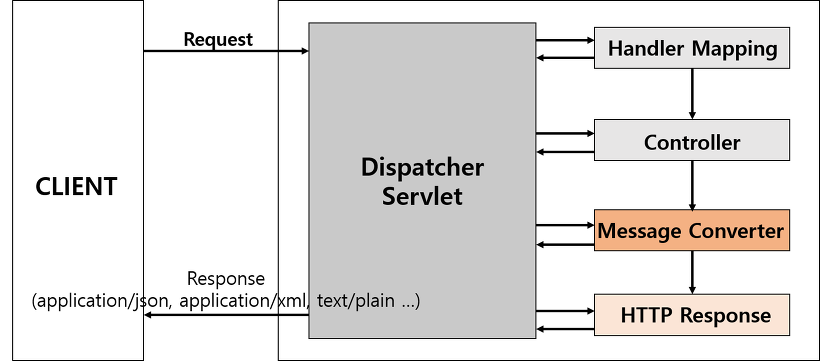 Request
Handler Mapping
Controller
CLIENT
Dispatcher
Servlet
Message Converter
Response
(application/json, application/xml, text/plain ...)
HTTP Response